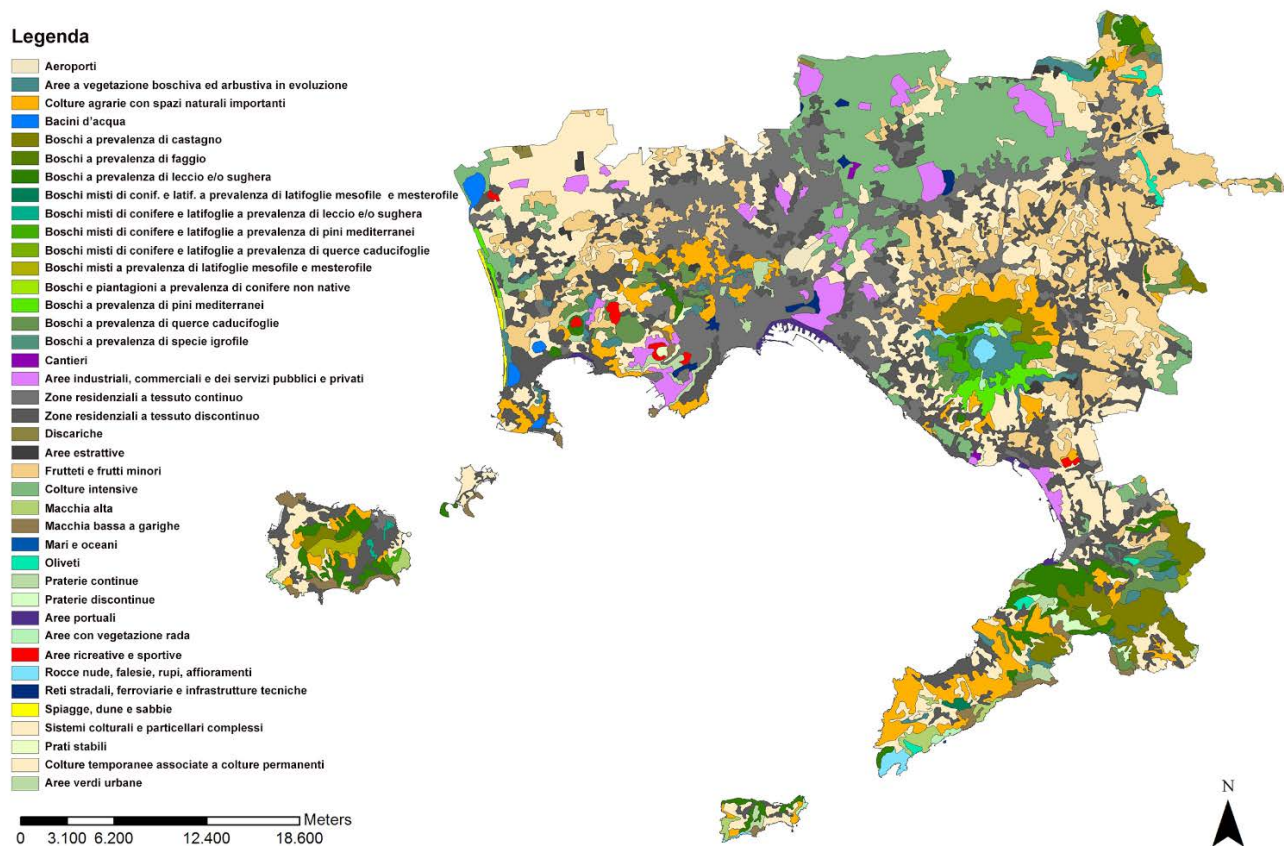 Legenda
Aeroporti
Aree a vegetazione boschiva ed arbustiva in evoluzione
Colture agrarie con spazi naturali importanti
Bacini d'acqua
Boschi a prevalenza di castagno
Boschi a prevalenza di faggio
Boschi a prevalenza di leccio e/o sughera
Boschi misti di conif. e latif. a prevalenza di latifoglie mesofile e mesterofile
Boschi misti di conifere e latifoglie a prevalenza di leccio e/o sughera
Boschi misti di conifere e latifoglie a prevalenza di pini mediterranei
Boschi misti di conifere e latifoglie a prevalenza di querce caducifoglie
Boschi misti a prevalenza di latifoglie mesofile e mesterofile
Boschi e piantagioni a prevalenza di conifere non native
Boschi a prevalenza di pini mediterranei
Boschi a prevalenza di querce caducifoglie
Boschi a prevalenza di specie igrofile
Cantieri
Aree industriali, commerciali e dei servizi pubblici e privati
Zone residenziali a tessuto continuo
Zone residenziali a tessuto discontinuo
Discariche
Aree estrattive
Frutteti e frutti minori
Colture intensive
Macchia alta
Macchia bassa a garighe
Mari e oceani
Oliveti
Praterie continue
Praterie discontinue
Aree portuali
Aree con vegetazione rada
Aree ricreative e sportive
Rocce nude, falesie, rupi, affioramenti
Reti stradali, ferroviarie e infrastrutture tecniche
Spiagge, dune e sabbie
Sistemi colturali e particellari complessi
Prati stabili
Colture temporanee associate a colture permanenti
Aree verdi urbane
Meters
0 3.100 6.200 12.400 18.600
N